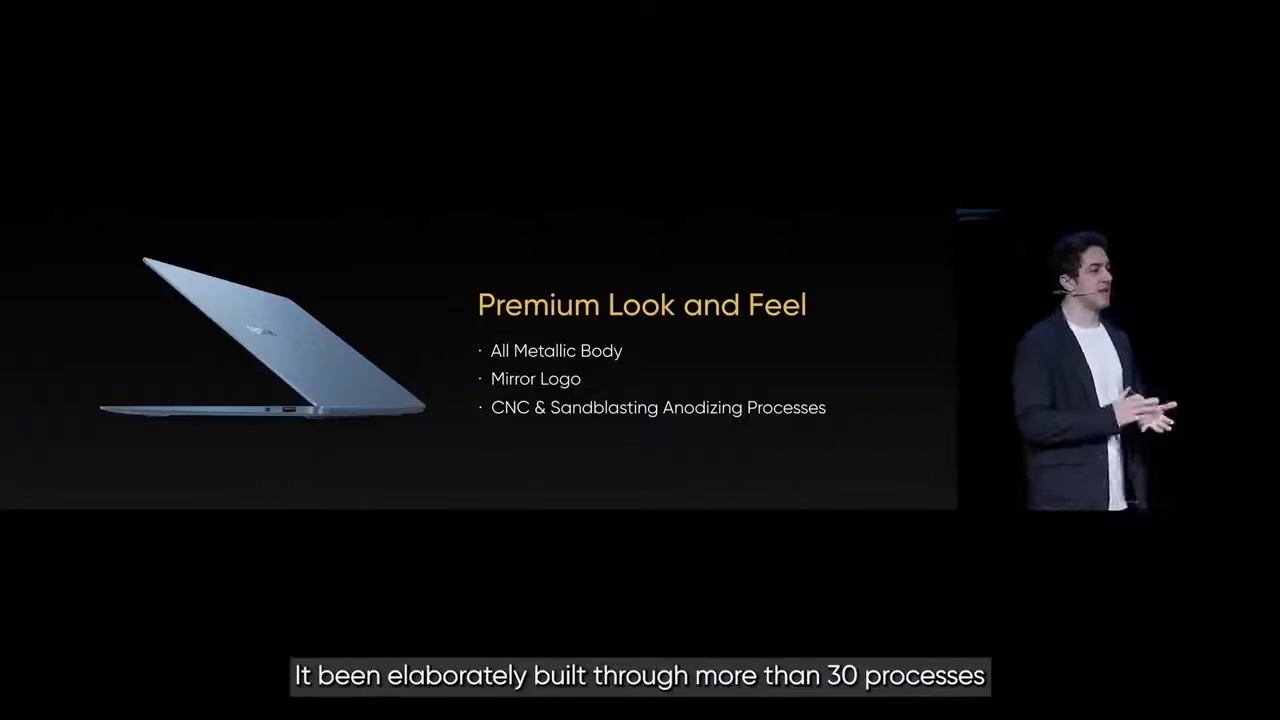 Premium Look and Feel
· All Metallic Body
· Mirror Logo
· CNC & Sandblasting Anodizing Processes
It been elaborately built through more than 30 processes